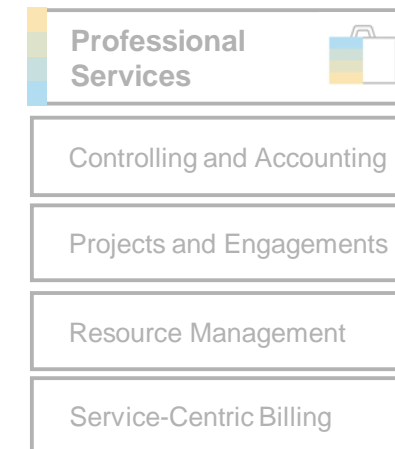 Professional
Services
Controlling and Accounting
Projects and Engagements
Resource Management
Service-Centric Billing